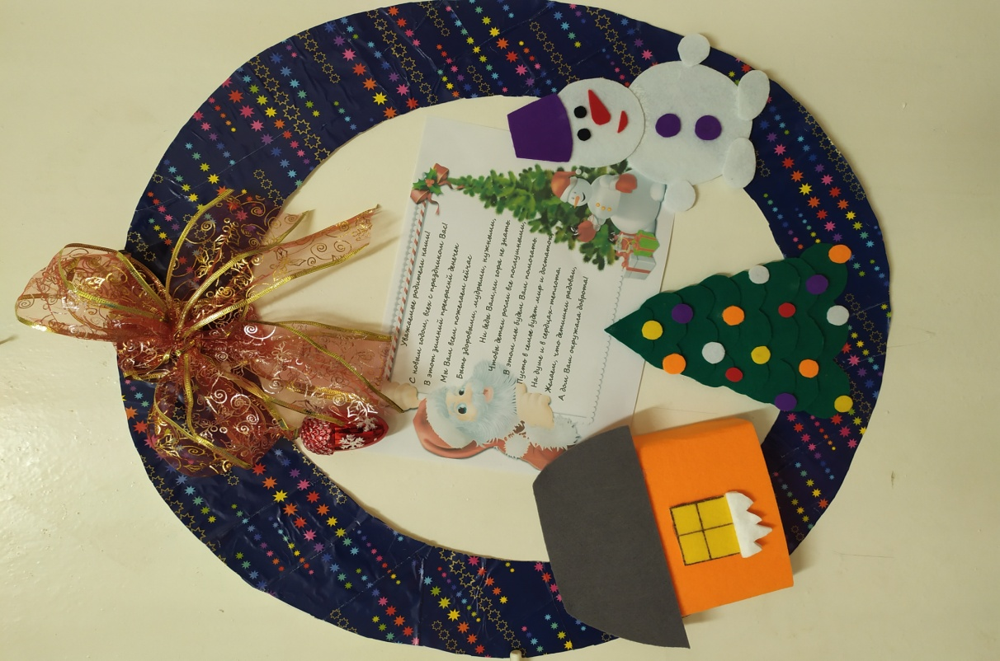 Уважаемые родители наши!
С новым годом, всех с праздником Вас!
В этот зимний прекрасный денечек
Мы Вам всем пожелаем сейчас
Быть здоровыми, мудрыми, нужными,
Ни беды Вам,ни горя не знать
Чтобы детки росли все послушными,
В этом мы будем Вам помогать.
Пусть в семье будет мир и достаток
На душе и в сердцах теплота.
Желаем, что детишки радовали,
А дом Ваш окружала доброта!